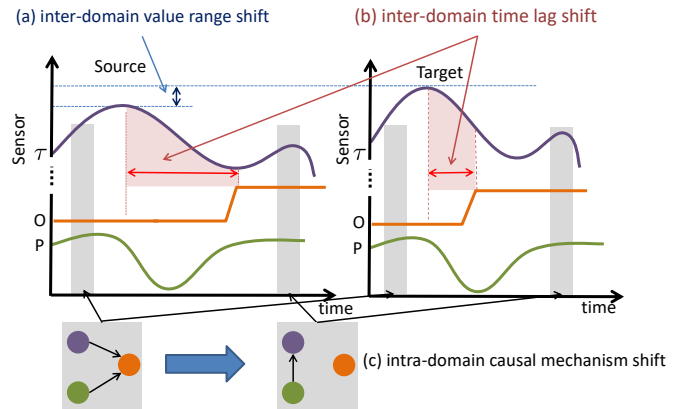 (a) inter-domain value range shift
(b) inter-domain time lag shift
Source
Target
Sensor
τ
O
P
time
Sensor
τ
O
P
time
(c) intra-domain causal mechanism shift